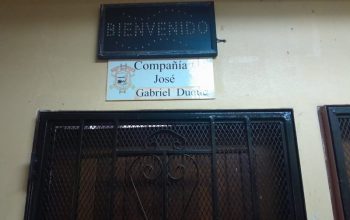 BIENVENIDO
Compañía
José
Gabriel Duque